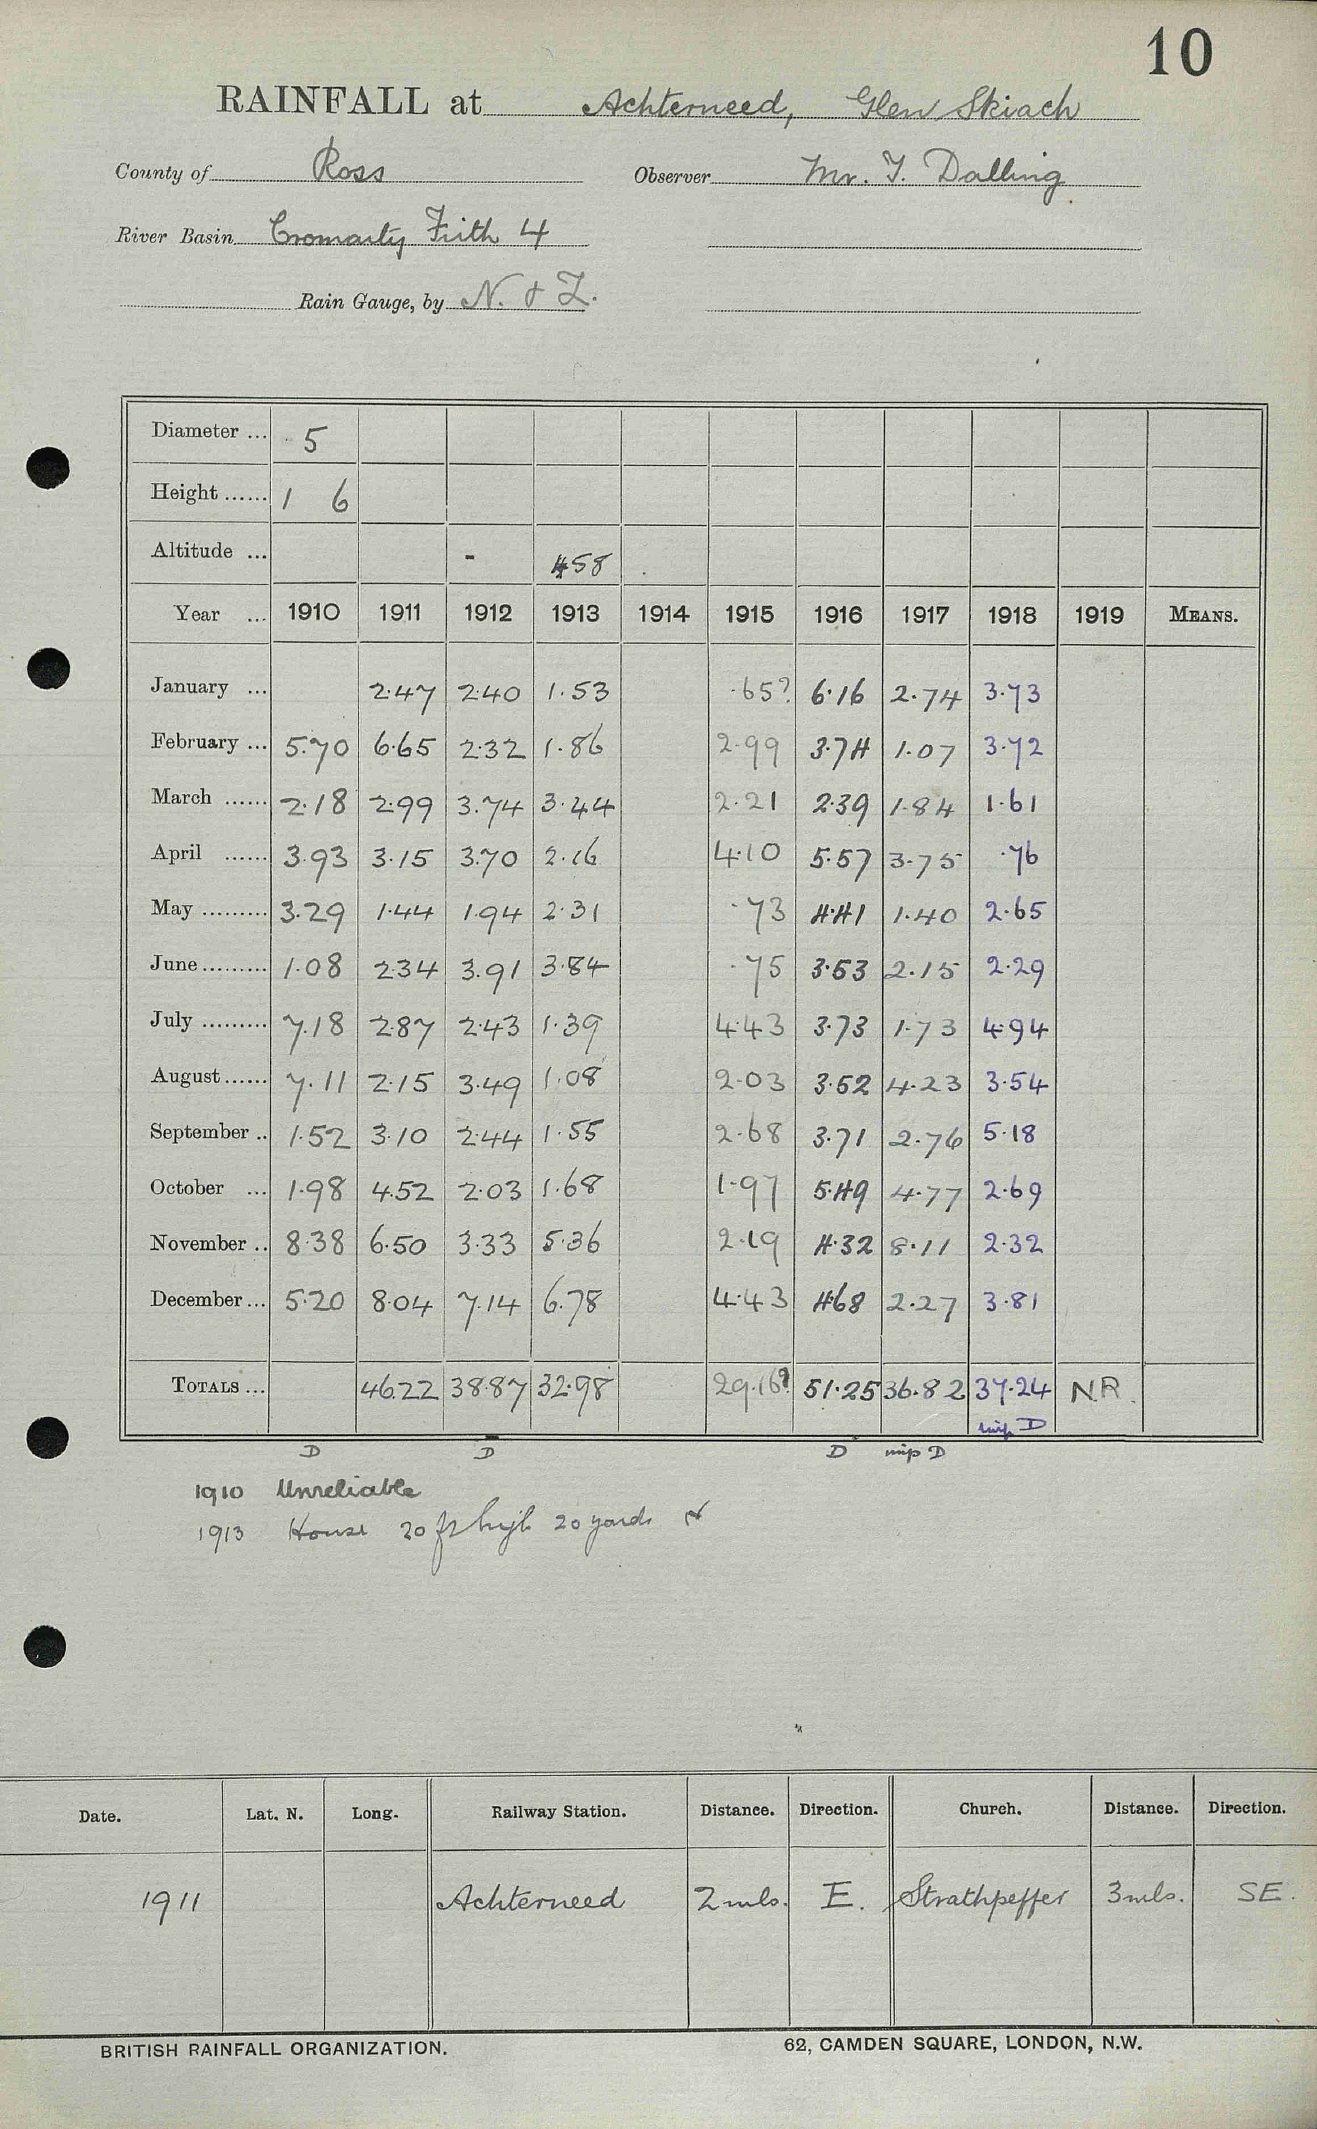 10
RAINFALL at Achterneed, Glen Skiach
County of Ross Observer Mr. T. Dalling
River Basin Cromarty Firth 4
Rain Gauge, by N. & Z.
Diameter ... 5
Height ...... 1 6
Altitude ... - 458
Year ... 1910 1911 1912 1913 1914 1915 1916 1917 1918 1919 MEANS.
January ... 2.47 2.40 1.53 .65? 6.16 2.74 3.73
February ... 5.70 6.65 2.32 1.86 2.99 3.74 1.07 3.72
March ...... 2.18 2.99 3.74 3.44 2.21 2.39 1.84 1.61
April ...... 3.93 3.15 3.70 2.16 4.10 5.57 3.75 .76
May ......... 3.29 1.44 1.94 2.31 .73 4.41 1.40 2.65
June ......... 1.08 2.34 3.91 3.84 .75 3.53 2.15 2.29
July ......... 7.18 2.87 2.43 1.39 4.43 3.73 1.73 4.94
August ...... 7.11 2.15 3.49 1.08 2.03 3.52 4.23 3.54
September .. 1.52 3.10 2.44 1.55 2.68 3.71 2.76 5.18
October ... 1.98 4.52 2.03 1.68 1.97 5.49 4.77 2.69
November .. 8.38 6.50 3.33 5.36 2.19 4.32 8.11 2.32
December ... 5.20 8.04 7.14 6.78 4.43 4.68 2.27 3.81
TOTALS ... 46.22 38.87 32.98 29.16? 51.25 36.82 37.24 N.R.
D
D D D D
1910 Unreliable
1913 House 20 ft high 20 yards N
Date. Lat. N. Long. Railway Station. Distance. Direction. Church. Distance. Direction.
1911 Achterneed 2 mls. E. Strathpeffer 3 mls. SE.
BRITISH RAINFALL ORGANIZATION. 62, CAMDEN SQUARE, LONDON, N.W.